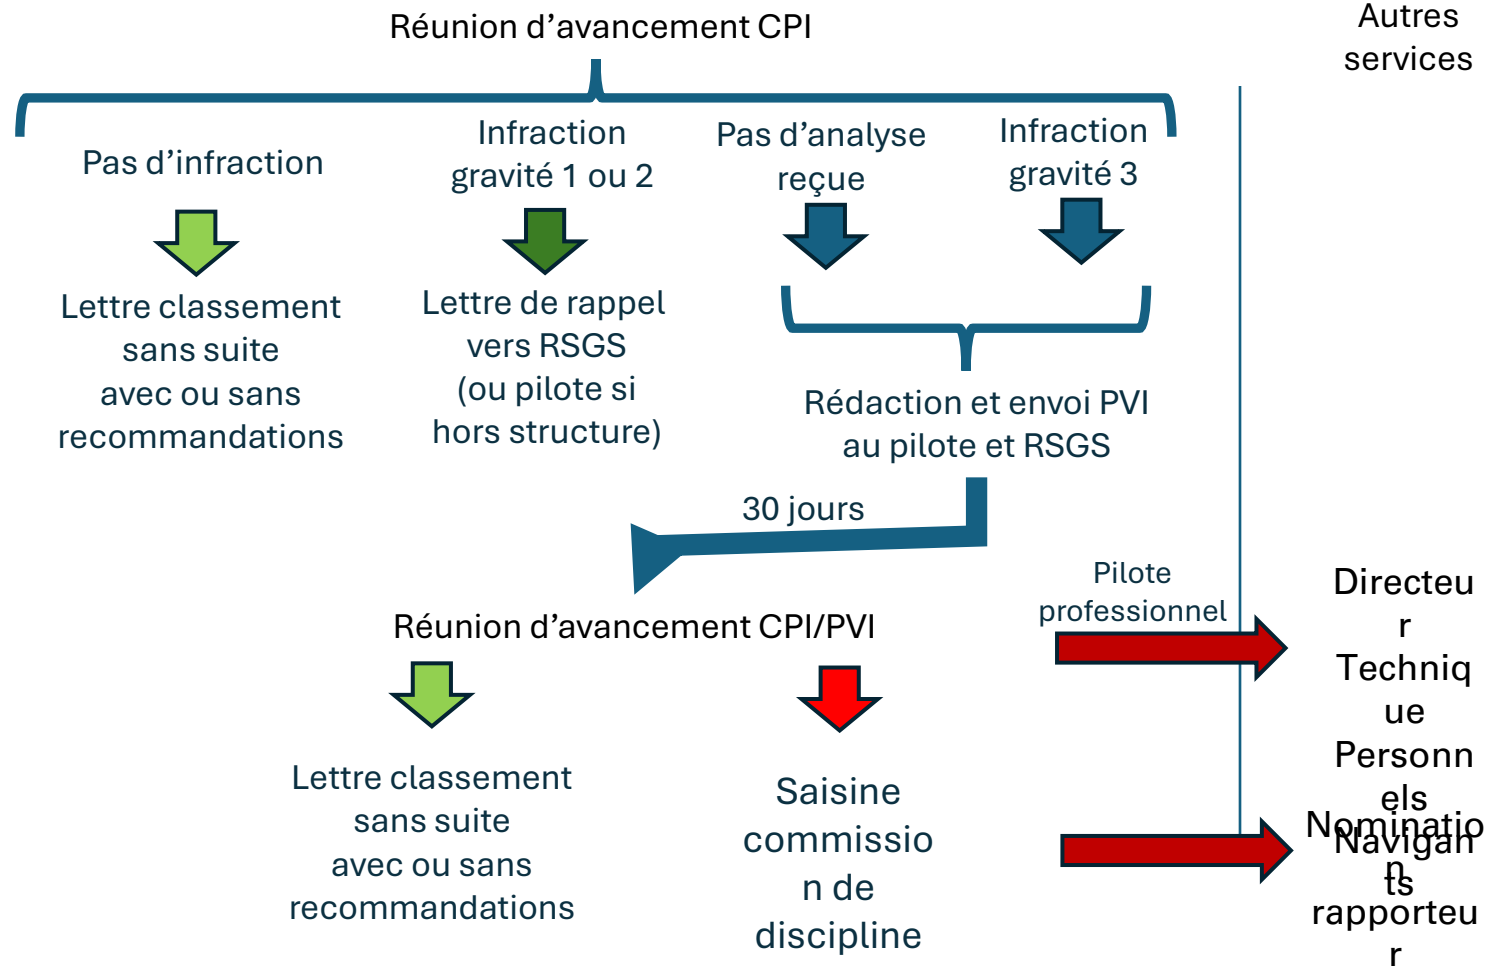 Réunion d’avancement CPI
Autres
services
Pas d’infraction
Infraction
gravité 1 ou 2
Pas d’analyse
reçue
Infraction
gravité 3
Lettre classement
sans suite
avec ou sans
recommandations
Lettre de rappel
vers RSGS
(ou pilote si
hors structure)
Rédaction et envoi PVI
au pilote et RSGS
30 jours
Réunion d’avancement CPI/PVI
Pilote
professionnel
Directeu
r
Techniq
ue
Personn
els
Navigan
ts
Lettre classement
sans suite
avec ou sans
recommandations
Saisine
commissio
n de
discipline
Nominatio
n
rapporteu
r